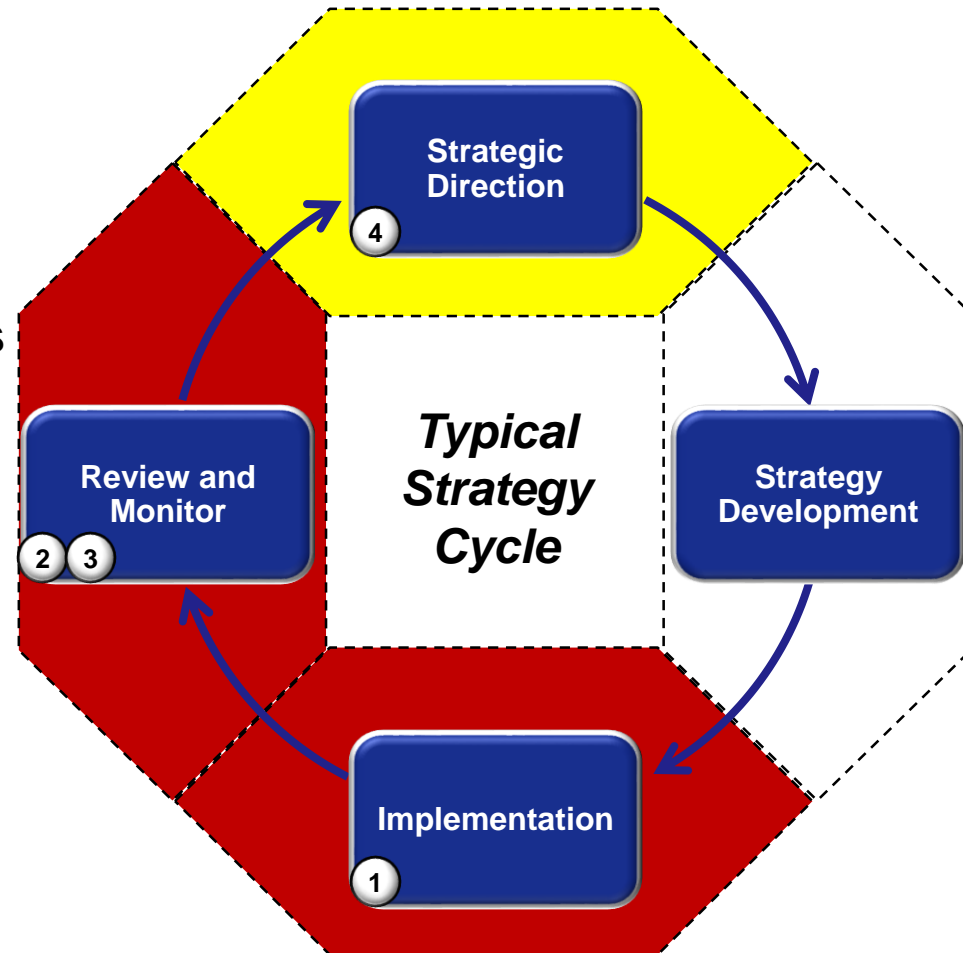 Strategic
Direction
4
s
Review and
Monitor
2 3
Typical
Strategy
Cycle
Strategy
Development
Implementation
1